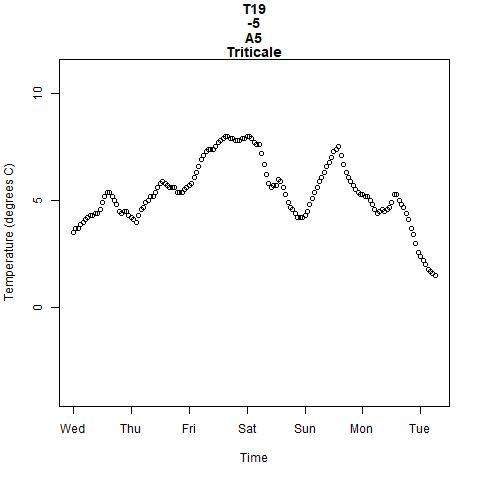 T19
-5
A5
Triticale
10
5
0
Temperature (degrees C)
Wed Thu Fri Sat Sun Mon Tue
Time